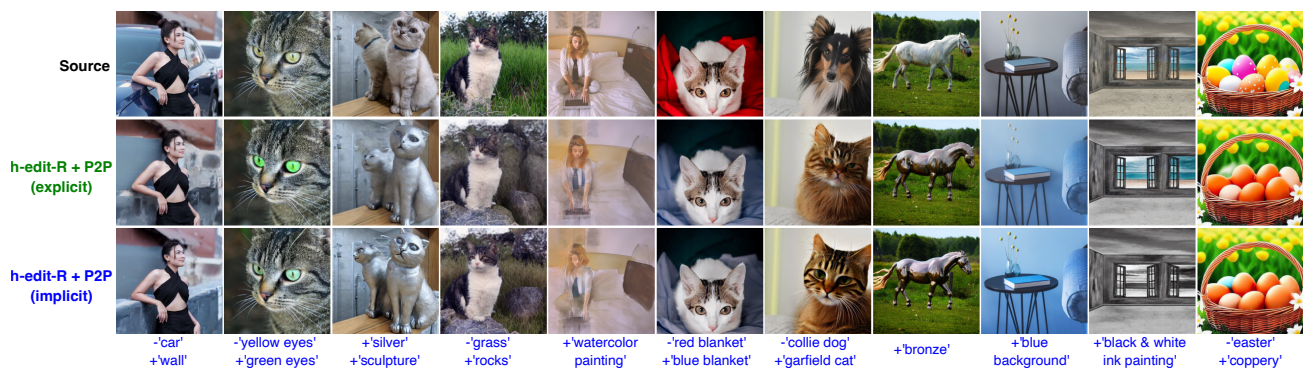 Source
h-edit-R + P2P
(explicit)
h-edit-R + P2P
(implicit)
-'car'
+'wall'
-'yellow eyes'
+'green eyes'
+'silver'
+'sculpture'
-'grass'
+'rocks'
+'watercolor
painting'
-'red blanket'
+'blue blanket'
-'collie dog'
+'garfield cat'
+'bronze'
+'blue
background'
+'black & white
ink painting'
-'easter'
+'coppery'